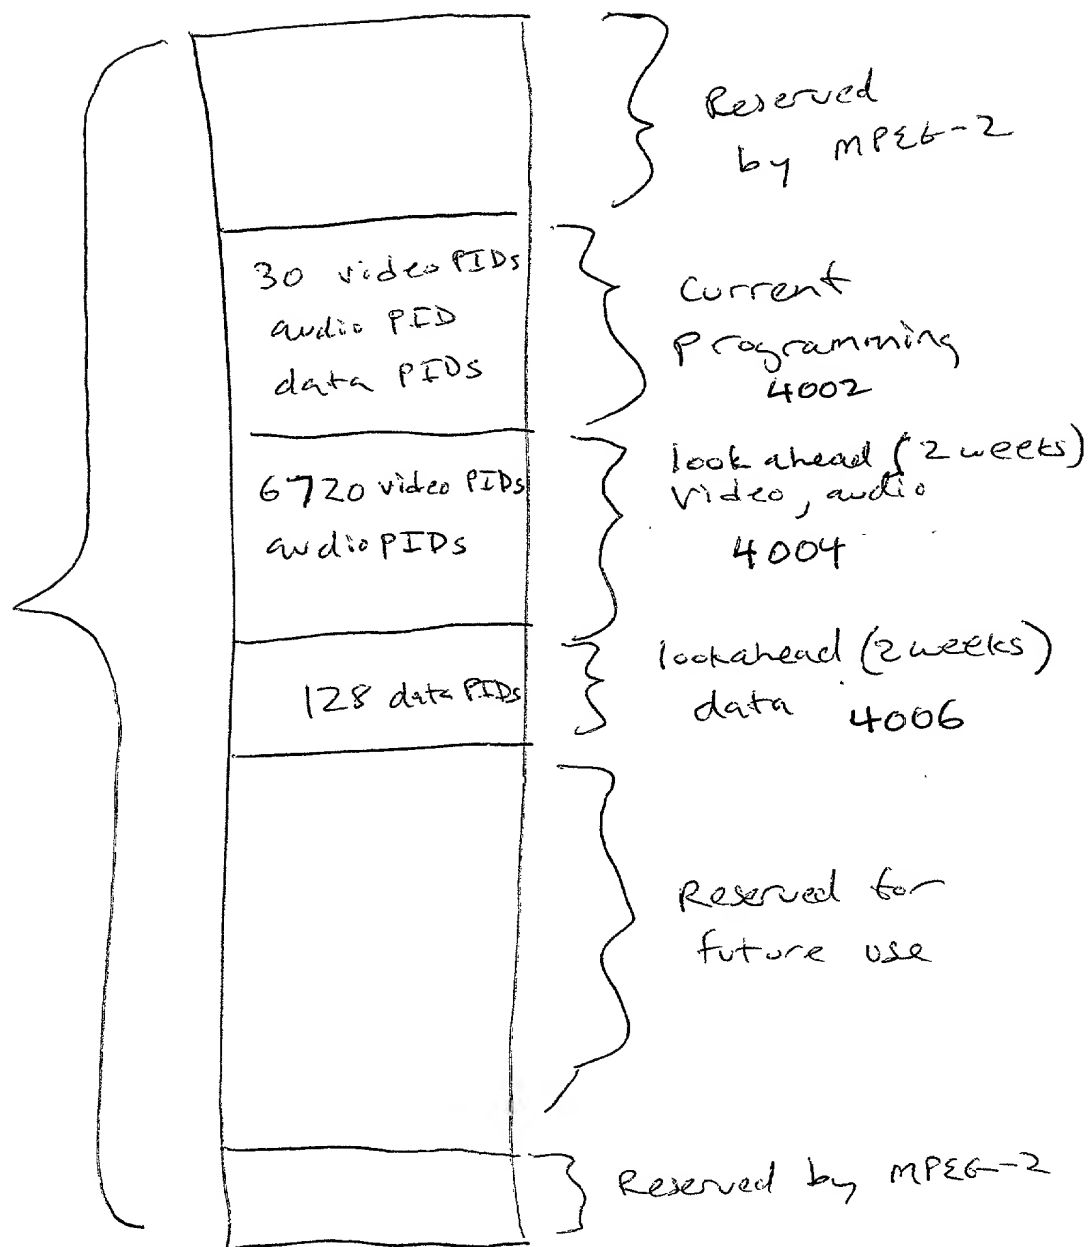 Reserved
by MPEG-2
30 video PIDs
audio PID
data PIDs
Current
Programming
4002
6720 video PIDs
audio PIDs
look ahead (2 weeks)
video, audio
4004
128 data PIDs
lookahead (2 weeks)
data 4006
Reserved for
future use
Reserved by MPEG-2